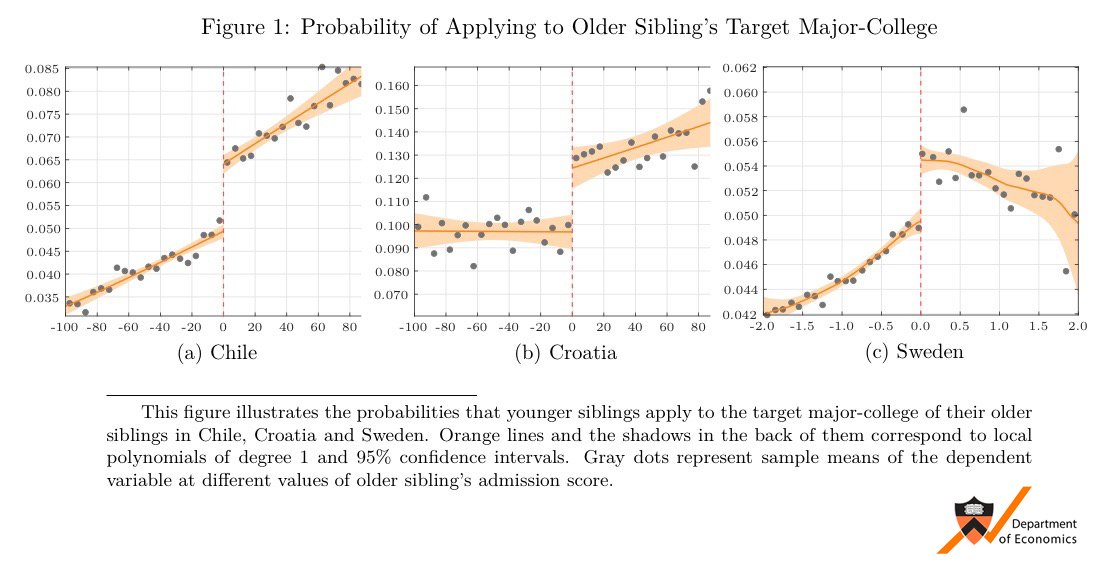 Figure 1: Probability of Applying to Older Sibling's Target Major-College
0.085
0.080
0.075
0.070
0.065
0.060
0.055
0.050
0.045
0.040
0.035
-100 -80 -60 -40 -20 0 20 40 60 80
(a) Chile
0.160
0.150
0.140
0.130
0.120
0.110
0.100
0.090
0.080
0.070
-100 -80 -60 -40 -20 0 20 40 60 80
(b) Croatia
0.062
0.060
0.058
0.056
0.054
0.052
0.050
0.048
0.046
0.044
0.042
-2.0 -1.5 -1.0 -0.5 0.0 0.5 1.0 1.5 2.0
(c) Sweden
This figure illustrates the probabilities that younger siblings apply to the target major-college of their older
siblings in Chile, Croatia and Sweden. Orange lines and the shadows in the back of them correspond to local
polynomials of degree 1 and 95% confidence intervals. Gray dots represent sample means of the dependent
variable at different values of older sibling's admission score.
Department
of Economics